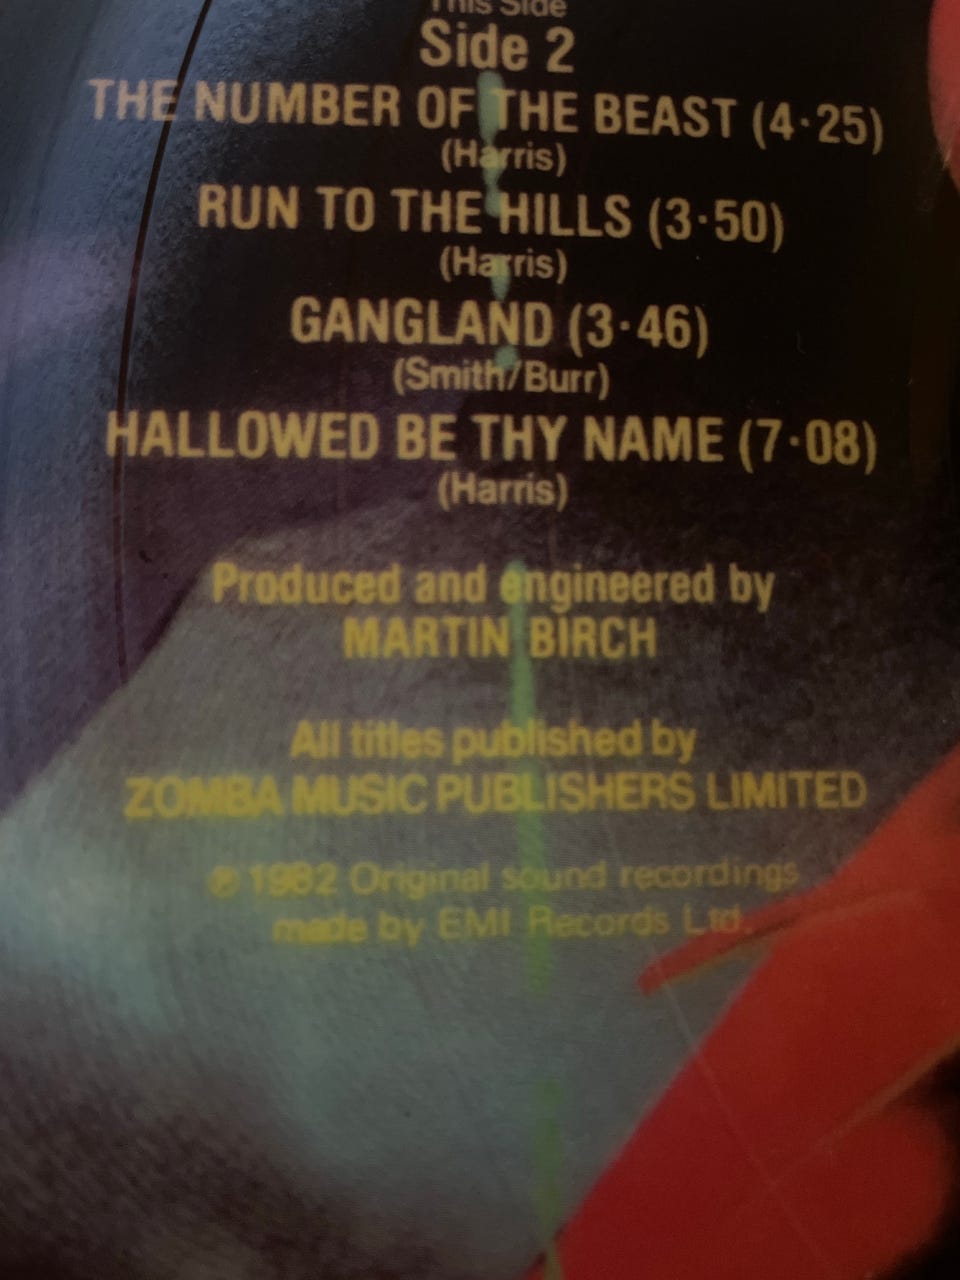 This Side
Side 2
THE NUMBER OF THE BEAST (4·25)
(Harris)
RUN TO THE HILLS (3·50)
(Harris)
GANGLAND (3·46)
(Smith/Burr)
HALLOWED BE THY NAME (7·08)
(Harris)
Produced and engineered by
MARTIN BIRCH
All titles published by
ZOMBA MUSIC PUBLISHERS LIMITED
℗ 1982 Original sound recordings
made by EMI Records Ltd.